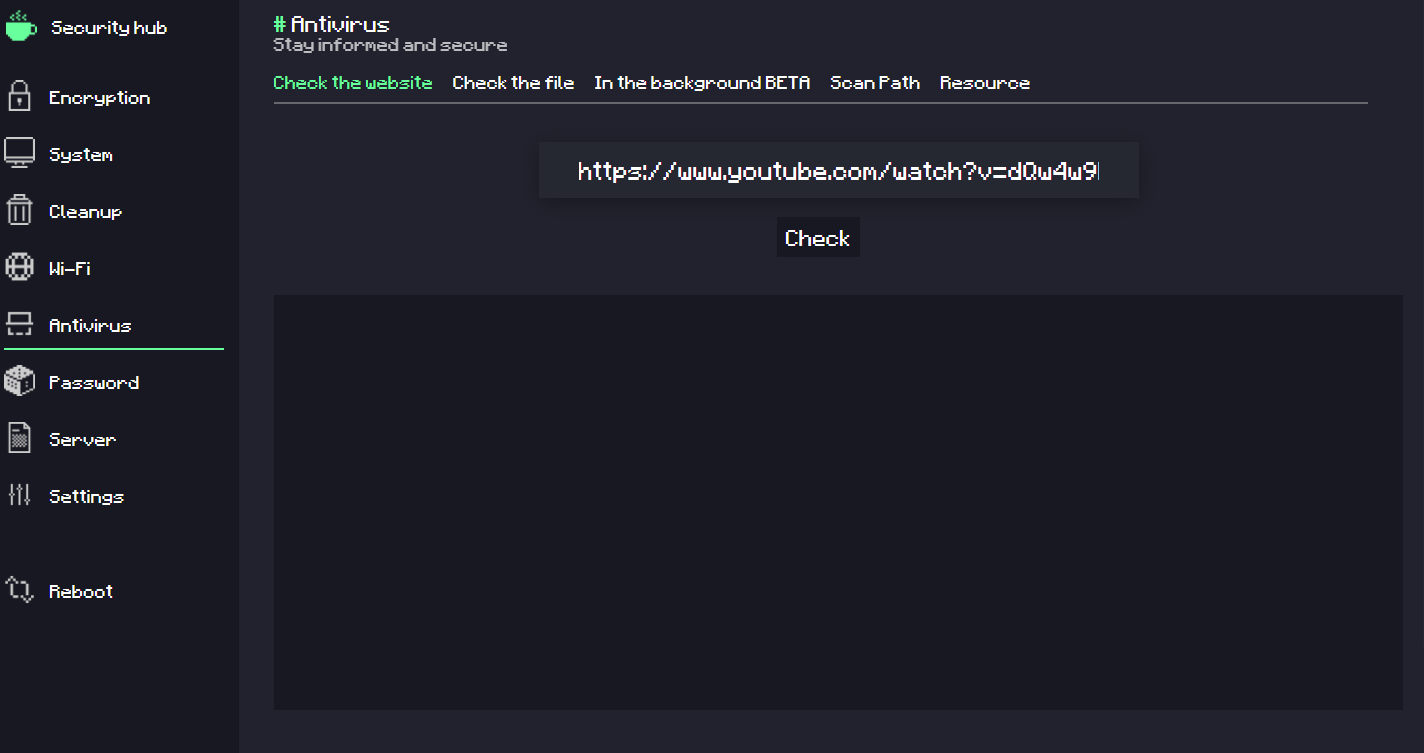 Security hub
Encryption
System
Cleanup
Wi-Fi
Antivirus
Password
Server
Settings
Reboot
# Antivirus
Stay informed and secure
Check the website Check the file In the background BETA Scan Path Resource
https://www.youtube.com/watch?v=dQw4w9
Check